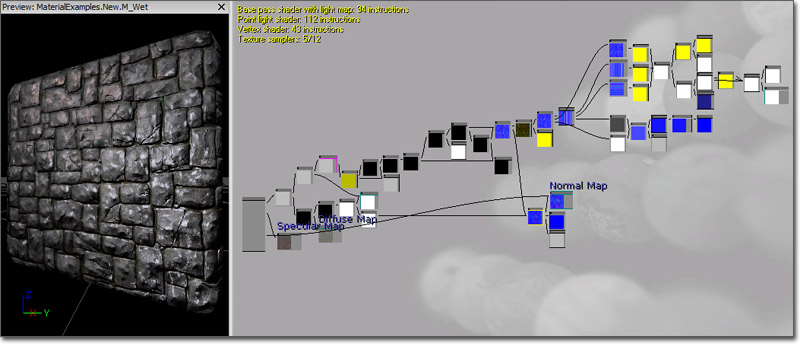 Preview: MaterialExamples.New.M_Wet
Base pass shader with light map: 94 instructions
Point light shader: 112 instructions
Vertex shader: 43 instructions
Texture samplers: 5/12
Normal Map
Diffuse Map
Specular Map
Z
X
Y